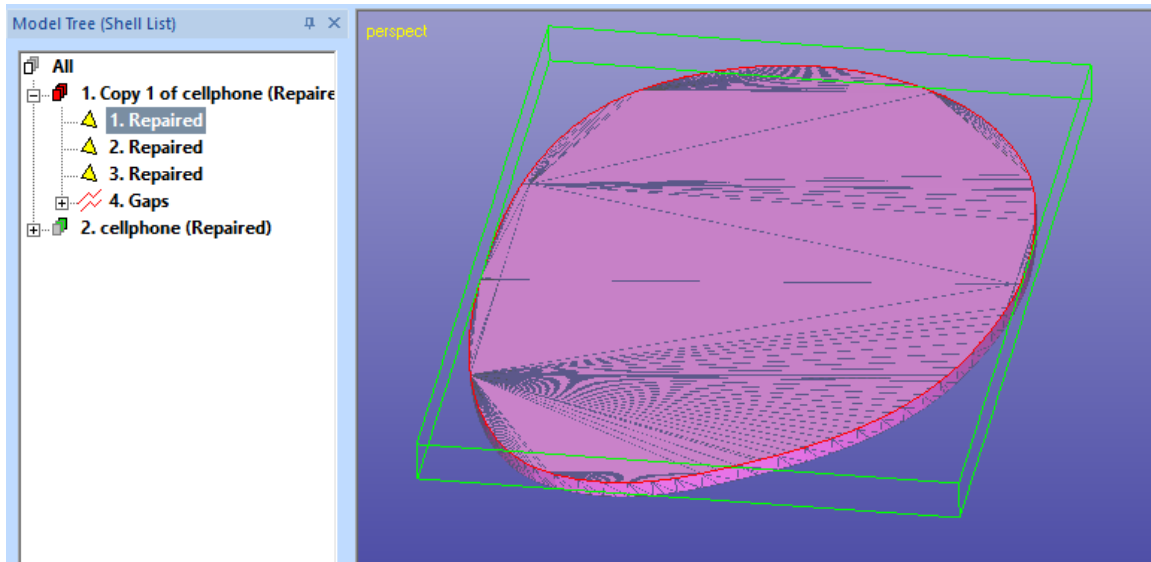 Model Tree (Shell List)
perspect
All
1. Copy 1 of cellphone (Repaire
1. Repaired
2. Repaired
3. Repaired
4. Gaps
2. cellphone (Repaired)